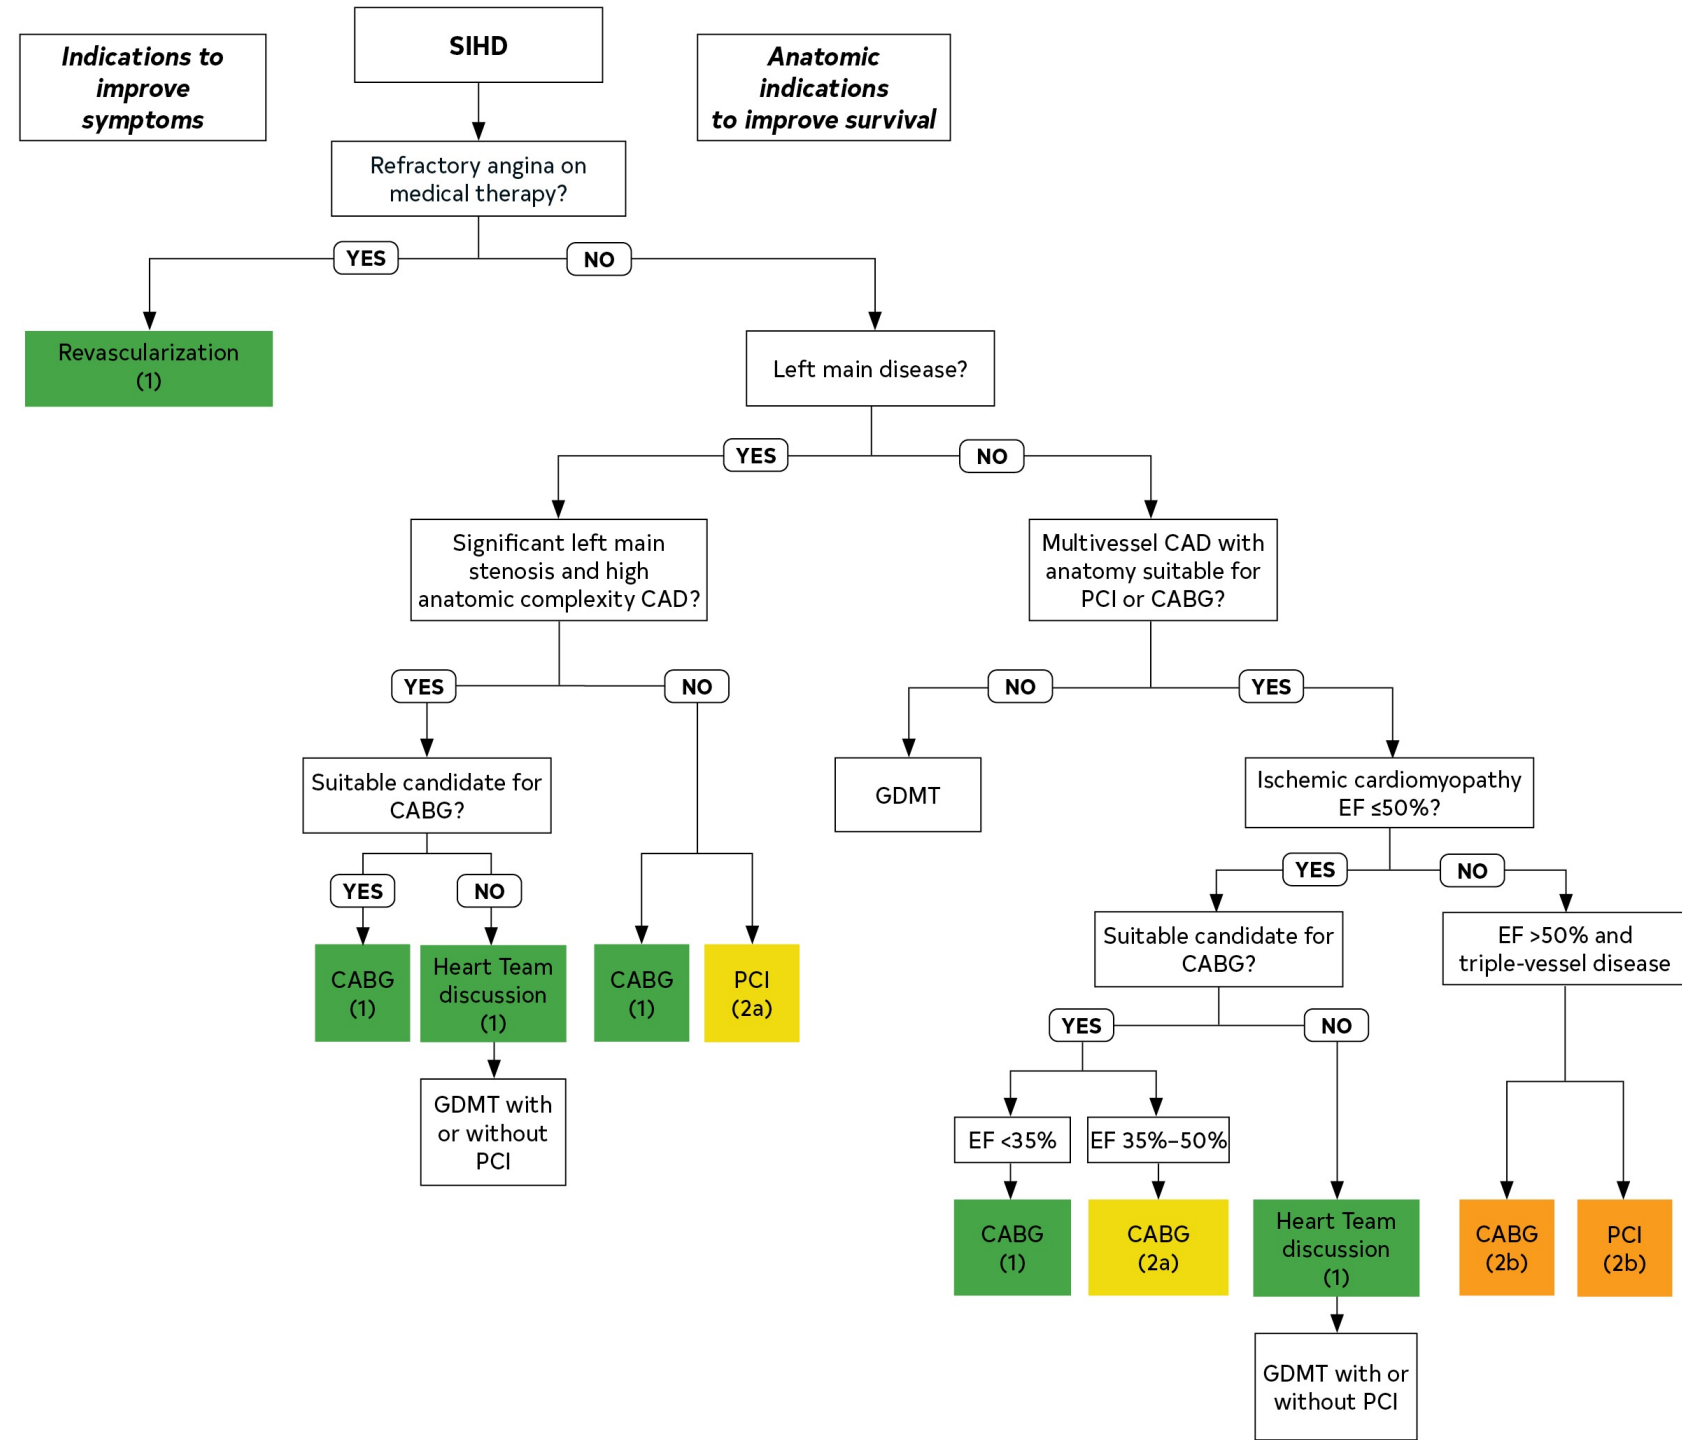 Indications to
improve
symptoms
SIHD
Anatomic
indications
to improve survival
Refractory angina on
medical therapy?
YES
NO
Revascularization
(1)
Left main disease?
YES
NO
Significant left main
stenosis and high
anatomic complexity CAD?
Multivessel CAD with
anatomy suitable for
PCI or CABG?
YES
NO
NO
YES
Suitable candidate for
CABG?
GDMT
Ischemic cardiomyopathy
EF ≤50%?
YES
NO
YES
NO
CABG
(1)
Heart Team
discussion
(1)
CABG
(1)
PCI
(2a)
Suitable candidate for
CABG?
EF >50% and
triple-vessel disease
YES
NO
GDMT with
or without
PCI
EF <35%
EF 35%–50%
CABG
(1)
CABG
(2a)
Heart Team
discussion
(1)
CABG
(2b)
PCI
(2b)
GDMT with or
without PCI